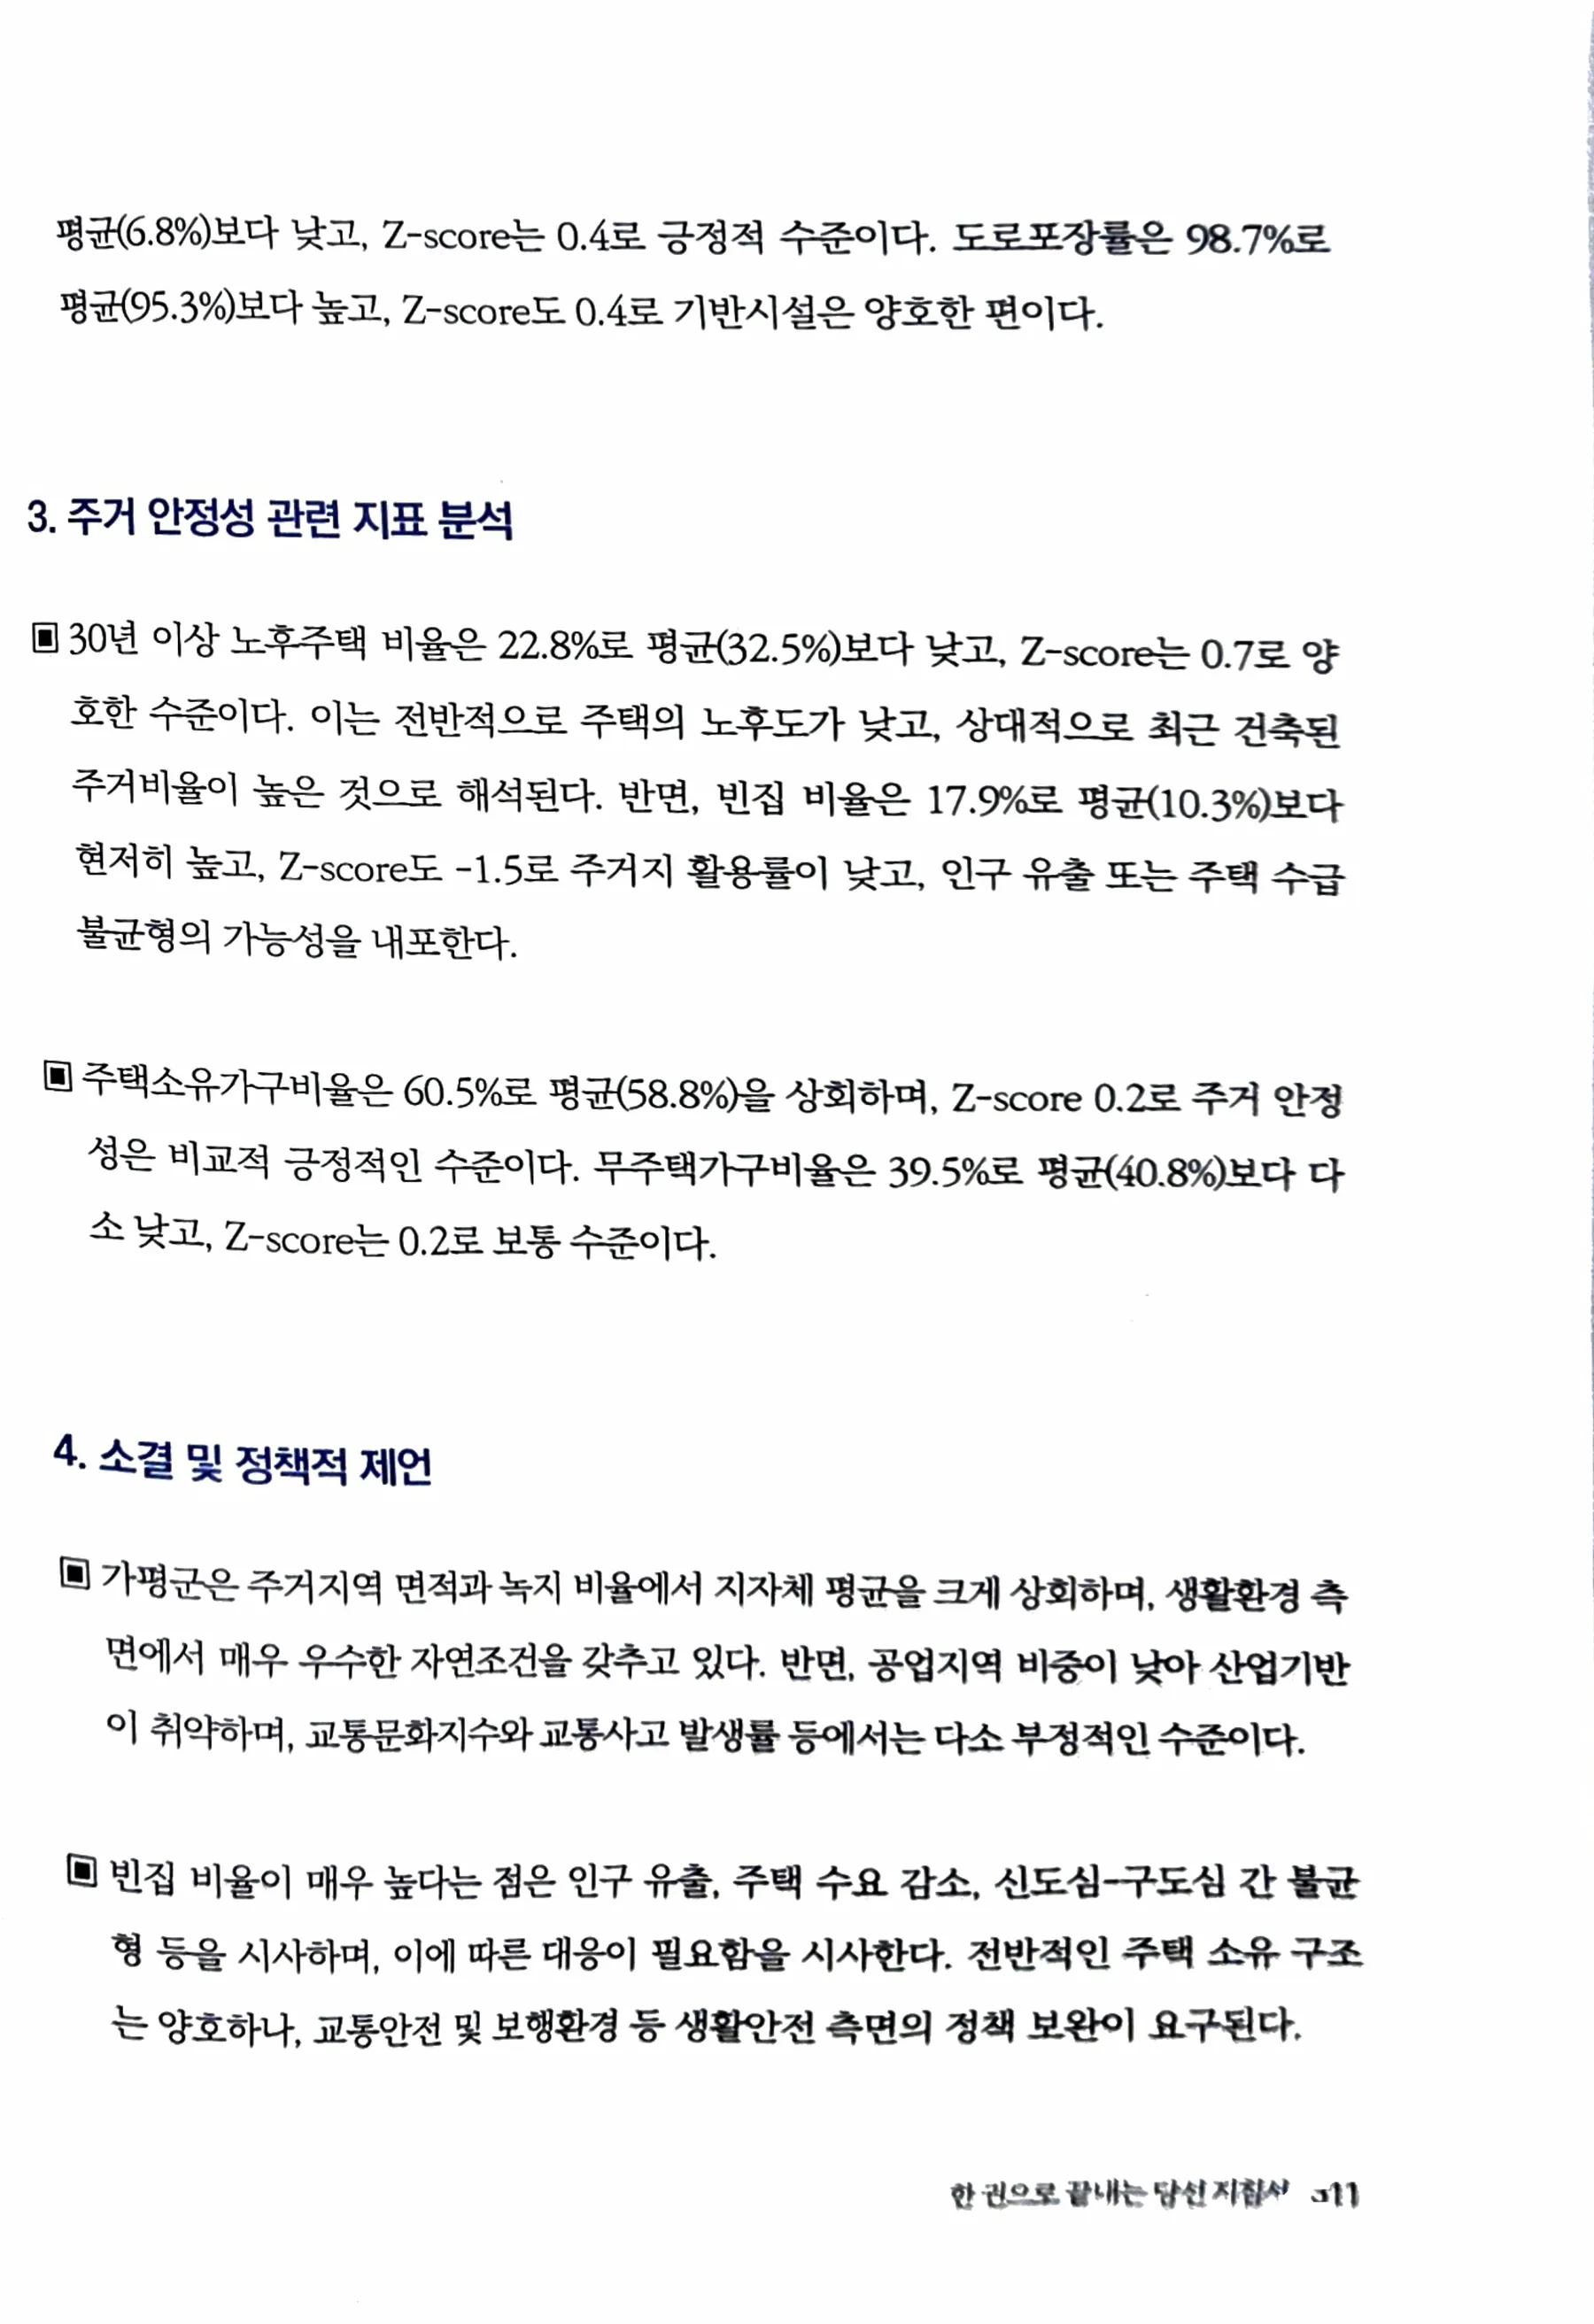 평균(6.8%)보다 낮고, Z-score는 0.4로 긍정적 수준이다. 도로포장률은 98.7%로
평균(95.3%)보다 높고, Z-score도 0.4로 기반시설은 양호한 편이다.
3. 주거 안정성 관련 지표 분석
▣ 30년 이상 노후주택 비율은 22.8%로 평균(32.5%)보다 낮고, Z-score는 0.7로 양
호한 수준이다. 이는 전반적으로 주택의 노후도가 낮고, 상대적으로 최근 건축된
주거비율이 높은 것으로 해석된다. 반면, 빈집 비율은 17.9%로 평균(10.3%)보다
현저히 높고, Z-score도 -1.5로 주거지 활용률이 낮고, 인구 유출 또는 주택 수급
불균형의 가능성을 내포한다.
▣ 주택소유가구비율은 60.5%로 평균(58.8%)을 상회하며, Z-score 0.2로 주거 안정
성은 비교적 긍정적인 수준이다. 무주택가구비율은 39.5%로 평균(40.8%)보다 다
소 낮고, Z-score는 0.2로 보통 수준이다.
4. 소결 및 정책적 제언
▣ 가평군은 주거지역 면적과 녹지 비율에서 지자체 평균을 크게 상회하며, 생활환경 측
면에서 매우 우수한 자연조건을 갖추고 있다. 반면, 공업지역 비중이 낮아 산업기반
이 취약하며, 교통문화지수와 교통사고 발생률 등에서는 다소 부정적인 수준이다.
▣ 빈집 비율이 매우 높다는 점은 인구 유출, 주택 수요 감소, 신도심-구도심 간 불균
형 등을 시사하며, 이에 따른 대응이 필요함을 시사한다. 전반적인 주택 소유 구조
는 양호하나, 교통안전 및 보행환경 등 생활안전 측면의 정책 보완이 요구된다.
한 권으로 끝내는 당선 지침서